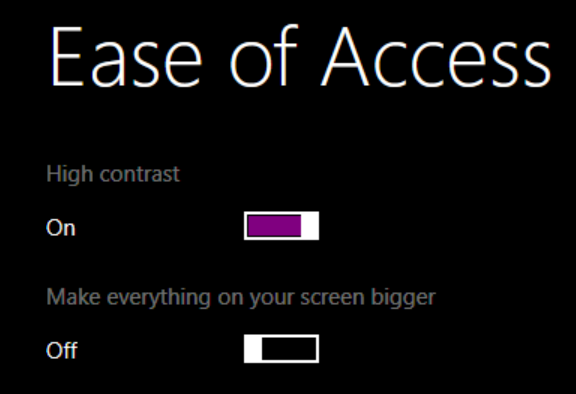 Ease of Access
High contrast
On
Make everything on your screen bigger
Off